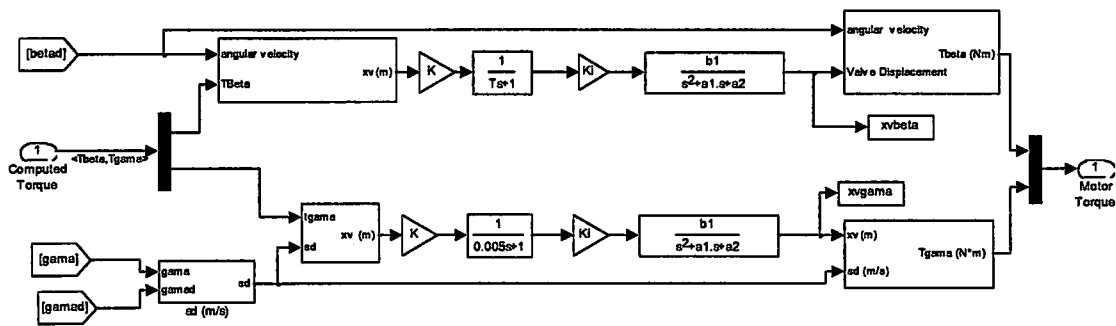 [betad]
angular velocity
TBeta
xv (m)
K
1
Ts+1
Ki
b1
s²+a1.s+a2
angular velocity
Valve Displacement
Tbeta (Nm)
xvbeta
1
Computed
Torque
<Tbeta,Tgama>
1
Motor
Torque
tgama
sd
xv (m)
K
1
0.005s+1
Ki
b1
s²+a1.s+a2
xvgama
xv (m)
sd (m/s)
Tgama (N*m)
[gama]
[gamad]
gama
gamad
sd
sd (m/s)